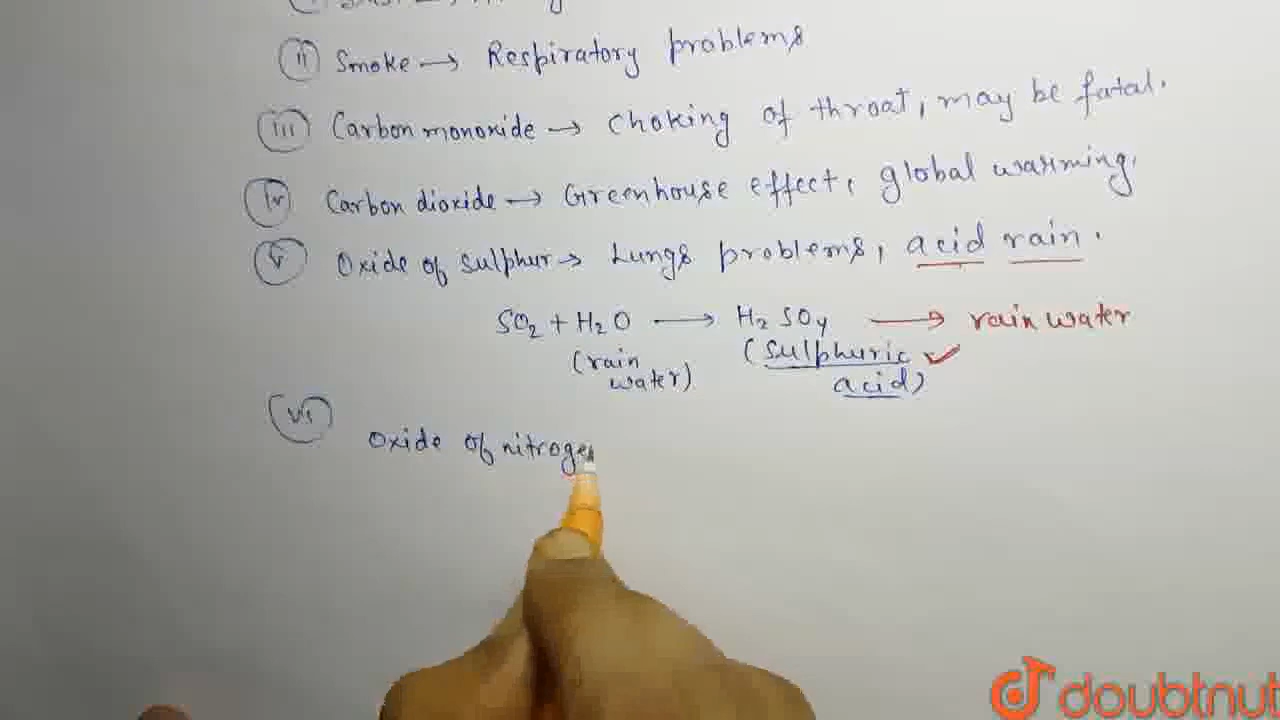 (ii) Smoke → Respiratory problems
(iii) Carbon monoxide → choking of throat, may be fatal.
(iv) Carbon dioxide → Greenhouse effect, global warming.
(v) Oxide of sulphur → Lungs problems, acid rain.
SO₂ + H₂O → H₂SO₄ → rain water
(rain water) (sulphuric acid) ✓
(vi)
Oxide of nitrogen
doubtnut